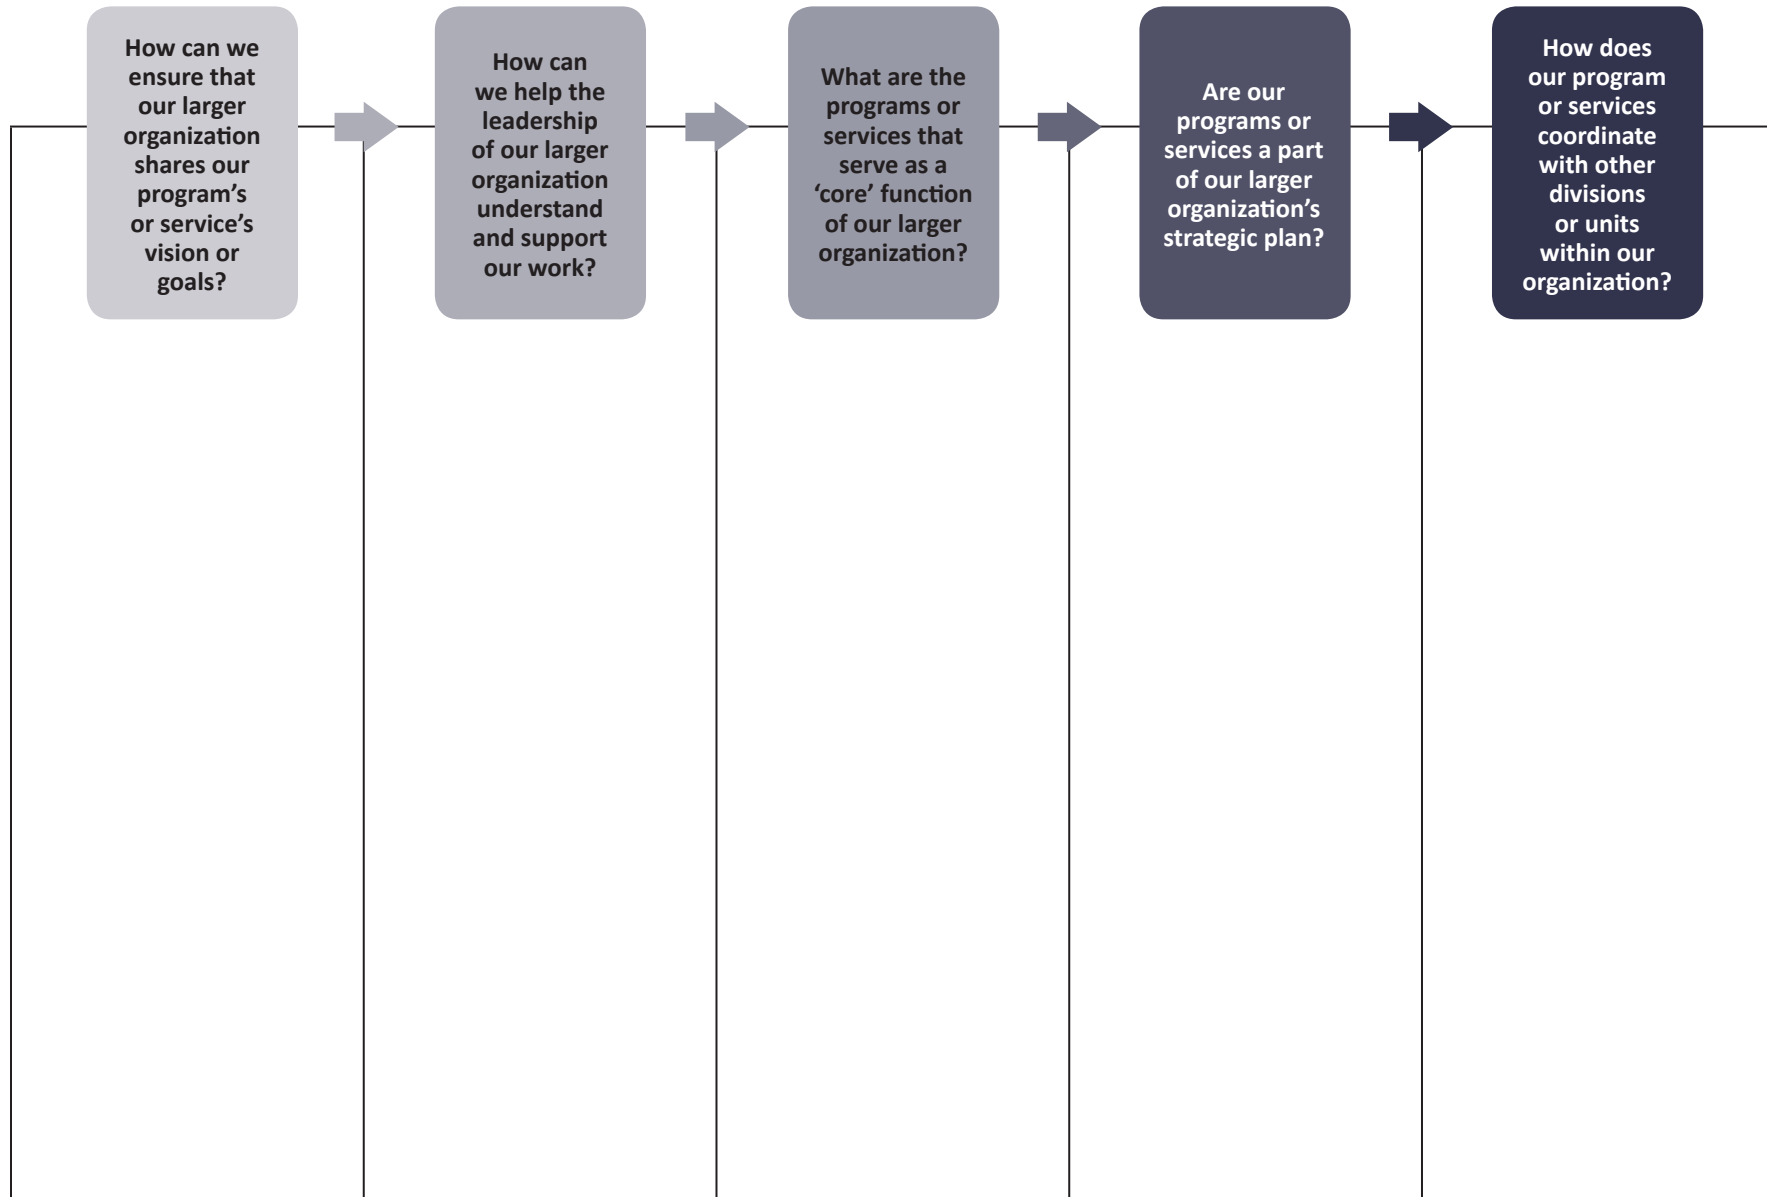 How can we
ensure that
our larger
organization
shares our
program’s
or service’s
vision or
goals?
How can
we help the
leadership
of our larger
organization
understand
and support
our work?
What are the
programs or
services that
serve as a
‘core’ function
of our larger
organization?
Are our
programs or
services a part
of our larger
organization’s
strategic plan?
How does
our program
or services
coordinate
with other
divisions
or units
within our
organization?